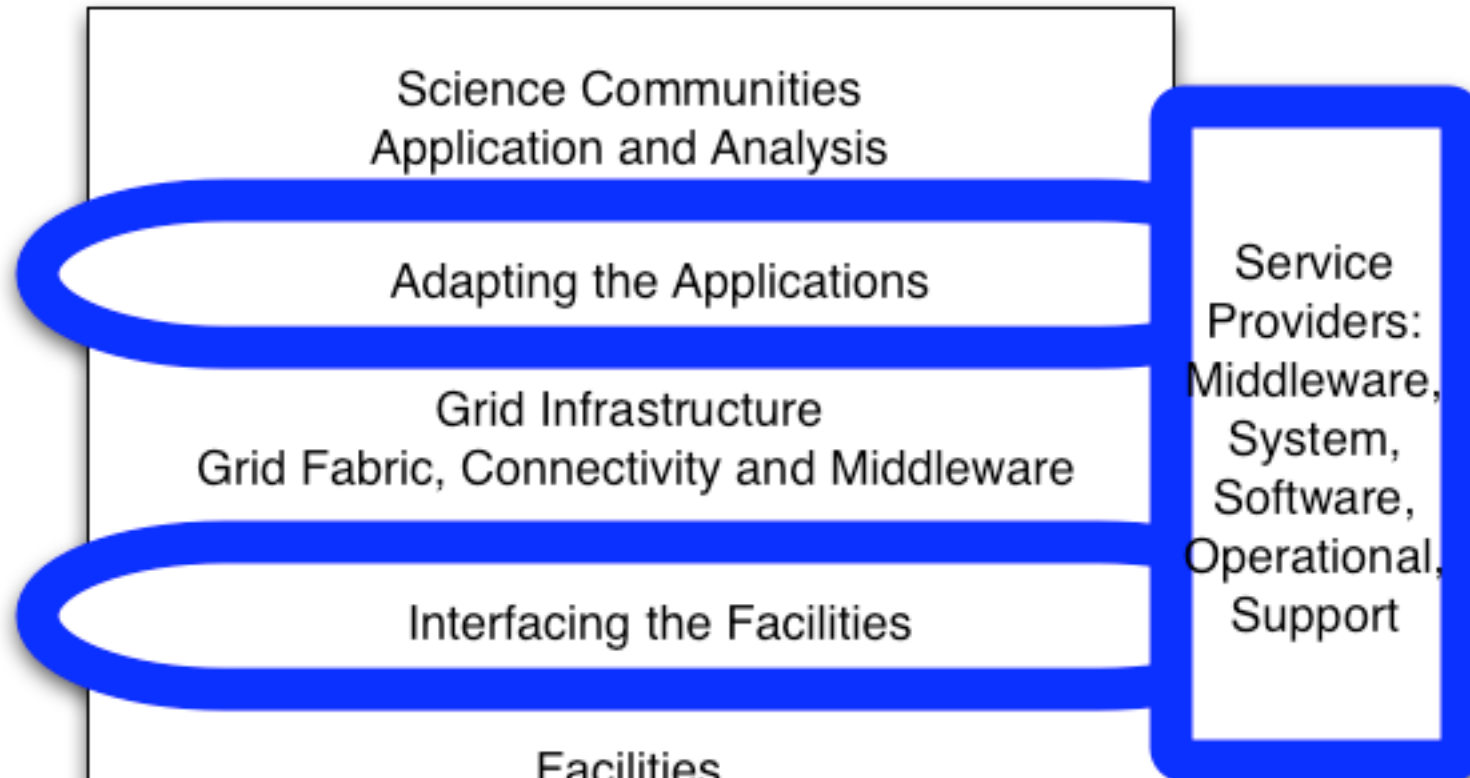 Science Communities
Application and Analysis
Adapting the Applications
Grid Infrastructure
Grid Fabric, Connectivity and Middleware
Interfacing the Facilities
Facilities
Service
Providers:
Middleware,
System,
Software,
Operational,
Support